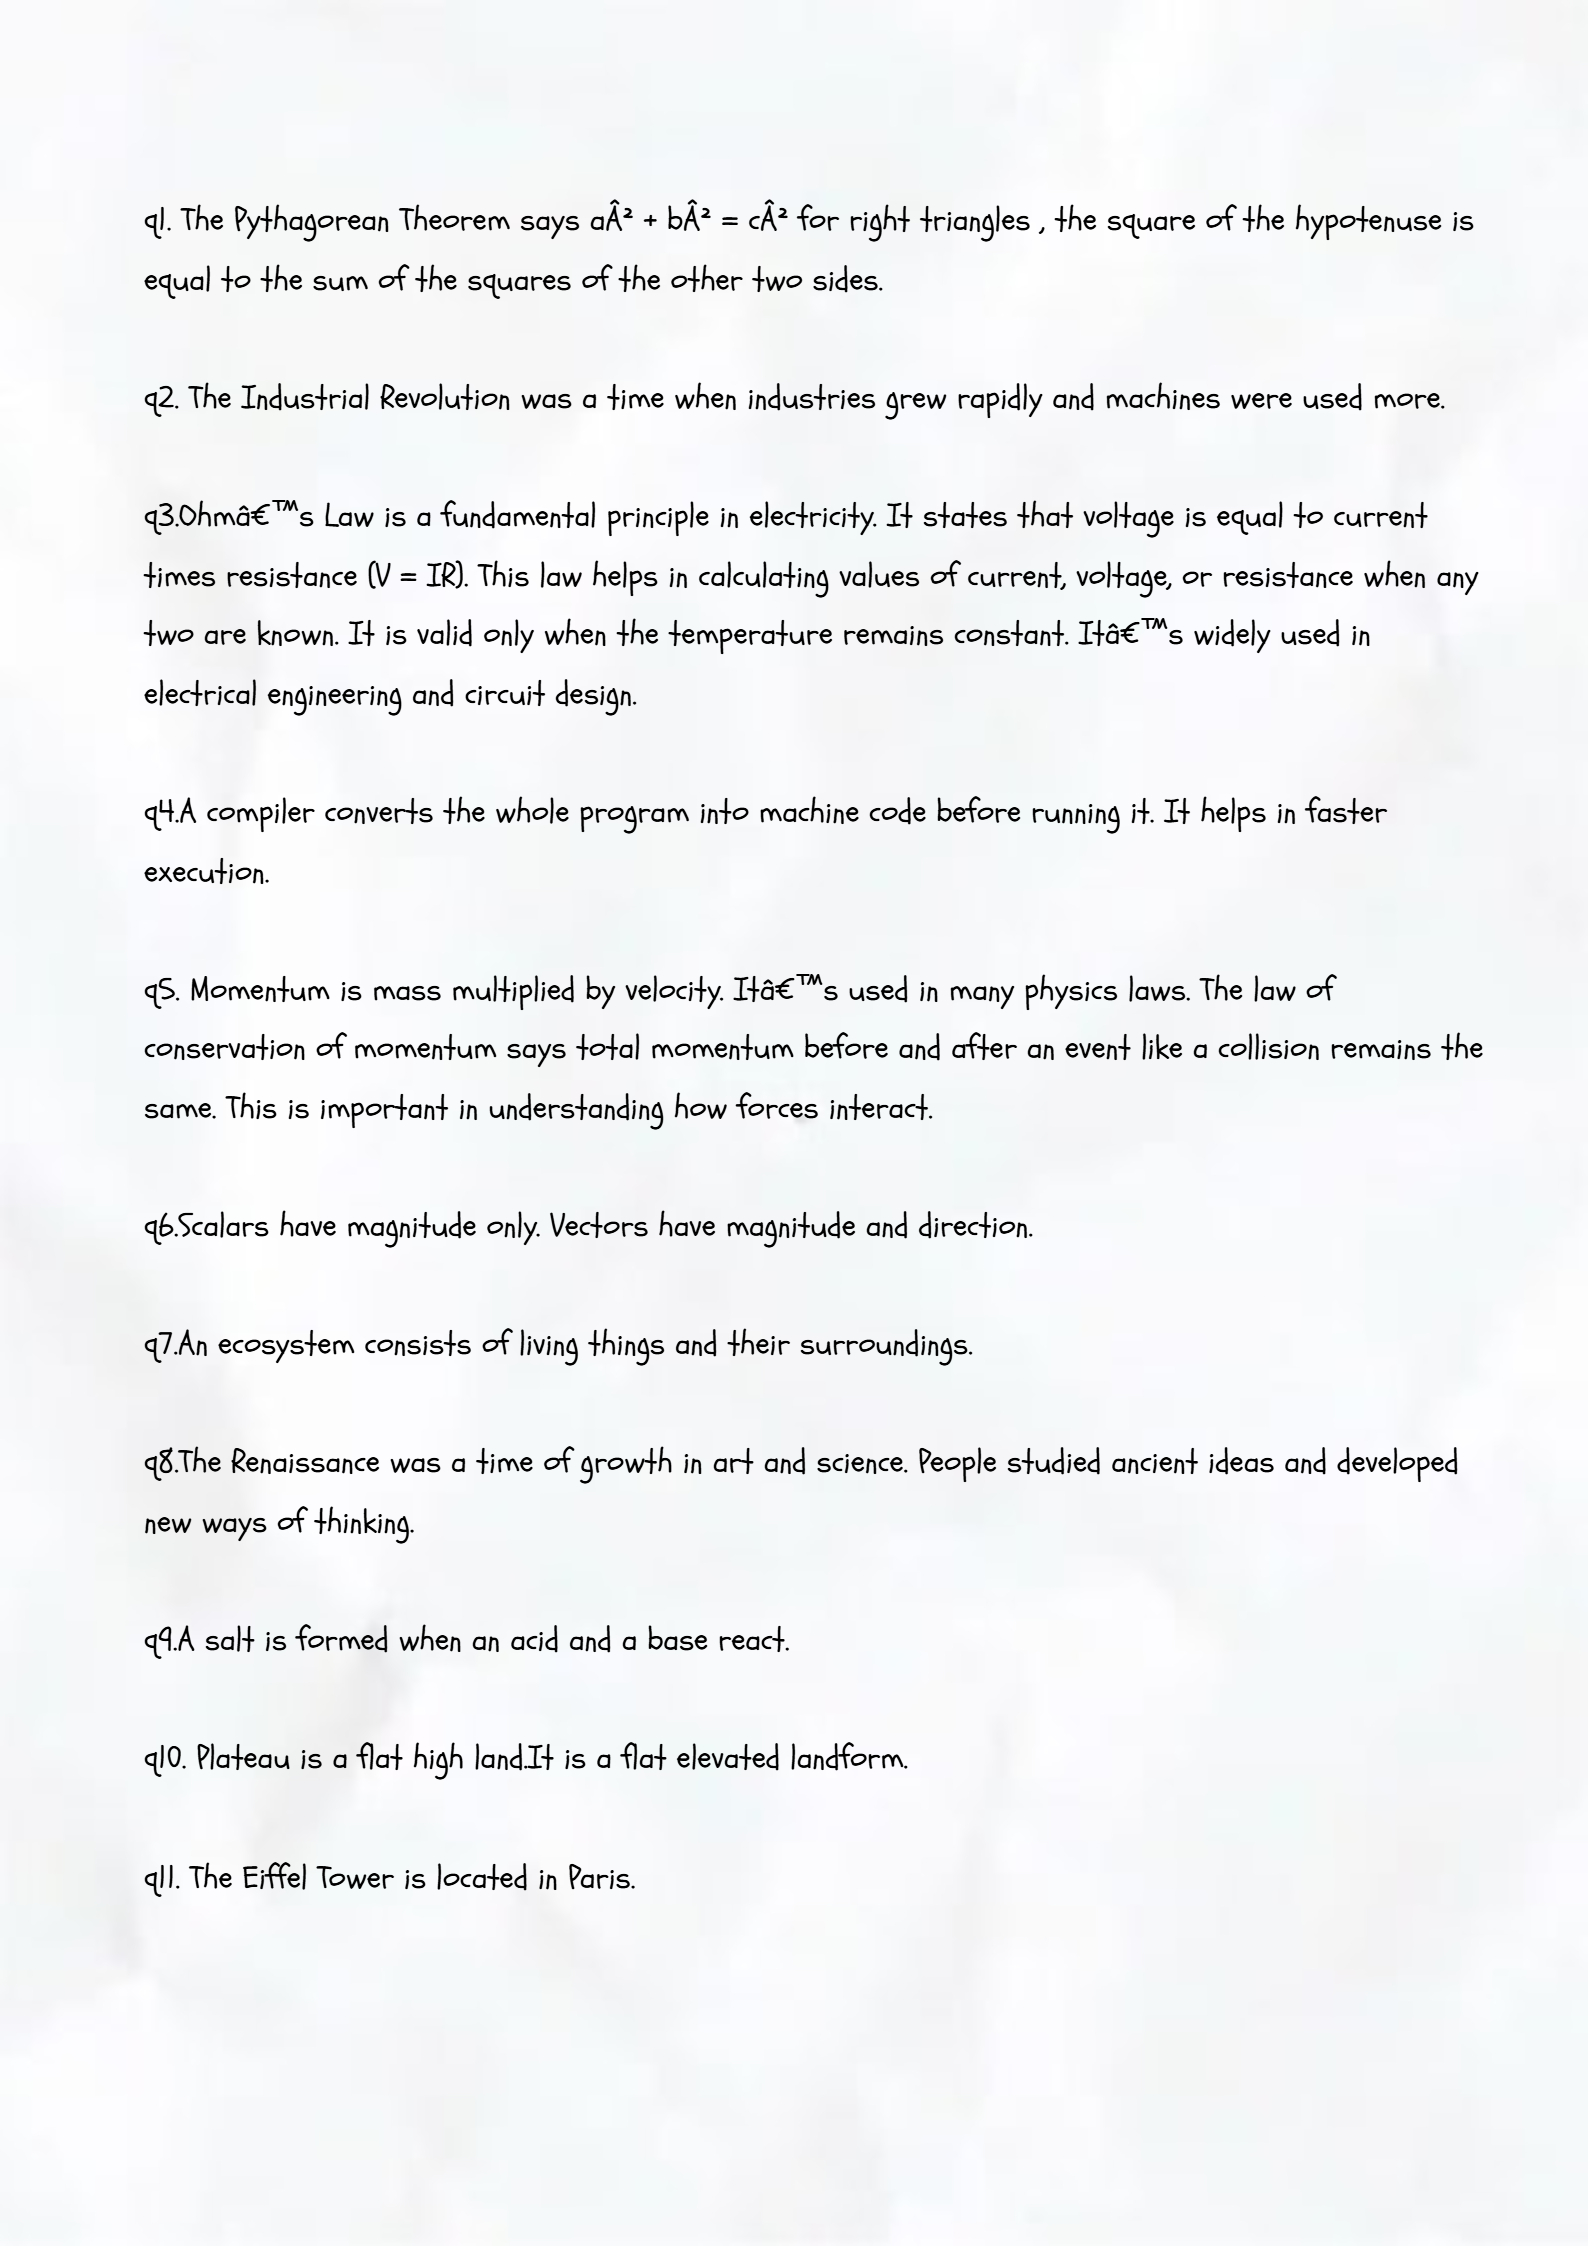 q1. The Pythagorean Theorem says aÂ² + bÂ² = cÂ² for right triangles , the square of the hypotenuse is
equal to the sum of the squares of the other two sides.
q2. The Industrial Revolution was a time when industries grew rapidly and machines were used more.
q3.Ohmâ€™s Law is a fundamental principle in electricity. It states that voltage is equal to current
times resistance (V = IR). This law helps in calculating values of current, voltage, or resistance when any
two are known. It is valid only when the temperature remains constant. Itâ€™s widely used in
electrical engineering and circuit design.
q4.A compiler converts the whole program into machine code before running it. It helps in faster
execution.
q5. Momentum is mass multiplied by velocity. Itâ€™s used in many physics laws. The law of
conservation of momentum says total momentum before and after an event like a collision remains the
same. This is important in understanding how forces interact.
q6.Scalars have magnitude only. Vectors have magnitude and direction.
q7.An ecosystem consists of living things and their surroundings.
q8.The Renaissance was a time of growth in art and science. People studied ancient ideas and developed
new ways of thinking.
q9.A salt is formed when an acid and a base react.
q10. Plateau is a flat high land.It is a flat elevated landform.
q11. The Eiffel Tower is located in Paris.